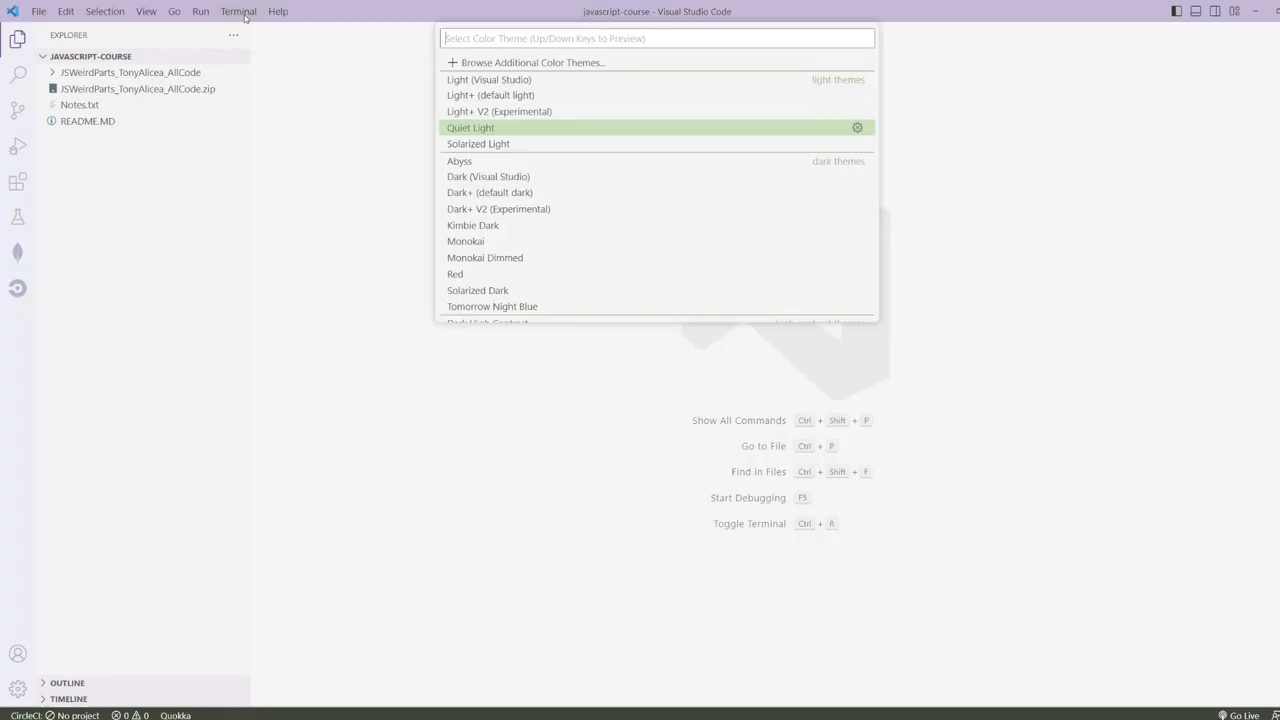 File Edit Selection View Go Run Terminal Help
javascript-course - Visual Studio Code
EXPLORER
JAVASCRIPT-COURSE
JSWeirdParts_TonyAlicea_AllCode
JSWeirdParts_TonyAlicea_AllCode.zip
Notes.txt
README.MD
Select Color Theme (Up/Down Keys to Preview)
Browse Additional Color Themes...
Light (Visual Studio) light themes
Light+ (default light)
Light+ V2 (Experimental)
Quiet Light
Solarized Light
Abyss dark themes
Dark (Visual Studio)
Dark+ (default dark)
Dark+ V2 (Experimental)
Kimbie Dark
Monokai
Monokai Dimmed
Red
Solarized Dark
Tomorrow Night Blue
Show All Commands Ctrl + Shift + P
Go to File Ctrl + P
Find in Files Ctrl + Shift + F
Start Debugging F5
Toggle Terminal Ctrl + ß
OUTLINE
TIMELINE
CircleCI: No project 0 0 Quokka Go Live